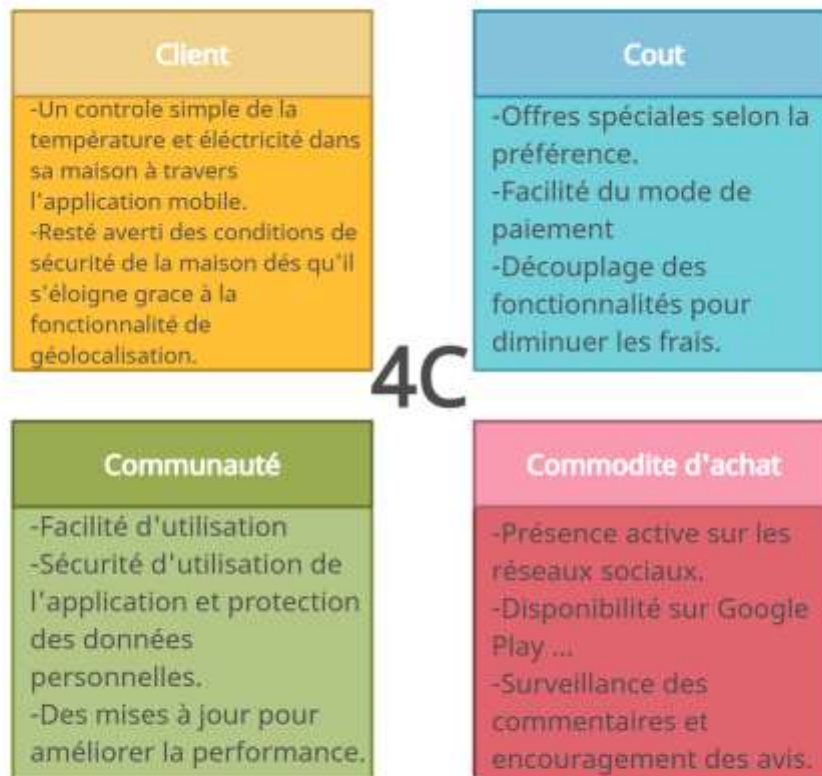 Client
-Un controle simple de la
température et éléctricité dans
sa maison à travers
l'application mobile.
-Resté averti des conditions de
sécurité de la maison dés qu'il
s'éloigne grace à la
fonctionnalité de
géolocalisation.
Cout
-Offres spéciales selon la
préférence.
-Facilité du mode de
paiement
-Découplage des
fonctionnalités pour
diminuer les frais.
4C
Communauté
-Facilité d'utilisation
-Sécurité d'utilisation de
l'application et protection
des données
personnelles.
-Des mises à jour pour
améliorer la performance.
Commodite d'achat
-Présence active sur les
réseaux sociaux.
-Disponibilité sur Google
Play ...
-Surveillance des
commentaires et
encouragement des avis.